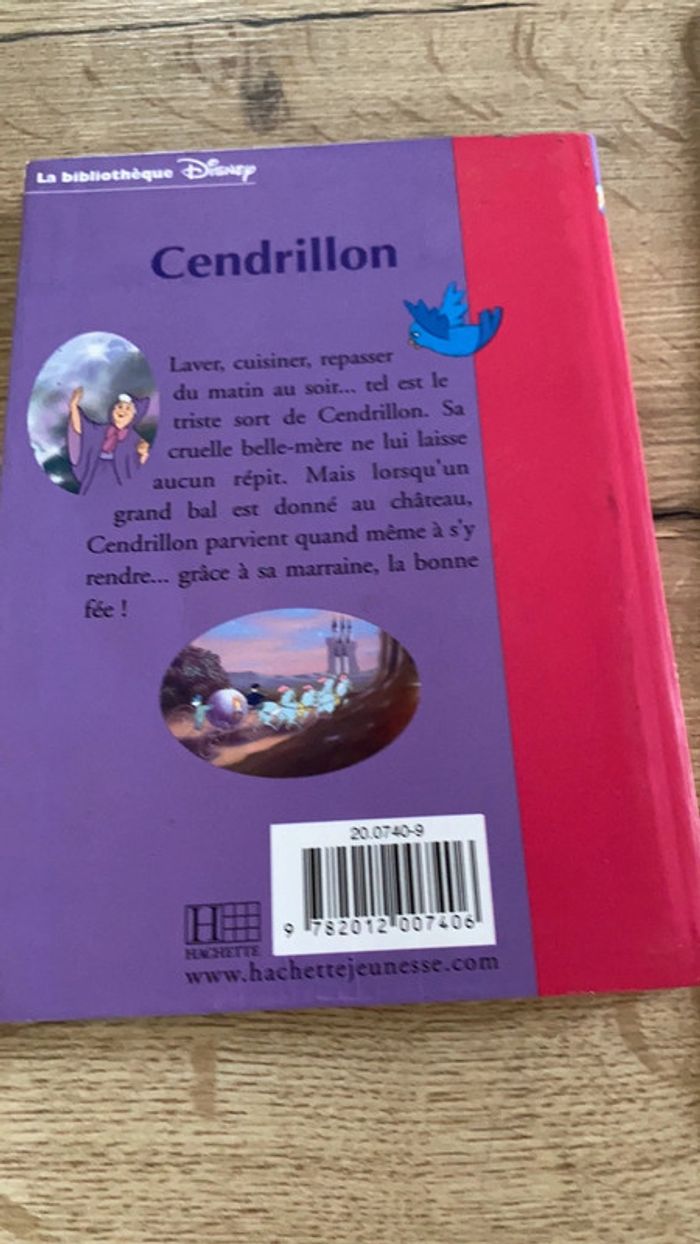 La bibliothèque Disney
Cendrillon
Laver, cuisiner, repasser
du matin au soir... tel est le
triste sort de Cendrillon. Sa
cruelle belle-mère ne lui laisse
aucun répit. Mais lorsqu'un
grand bal est donné au château,
Cendrillon parvient quand même à s'y
rendre... grâce à sa marraine, la bonne
fée !
20.0740-9
9 782012 007406
H
HACHETTE
www.hachettejeunesse.com